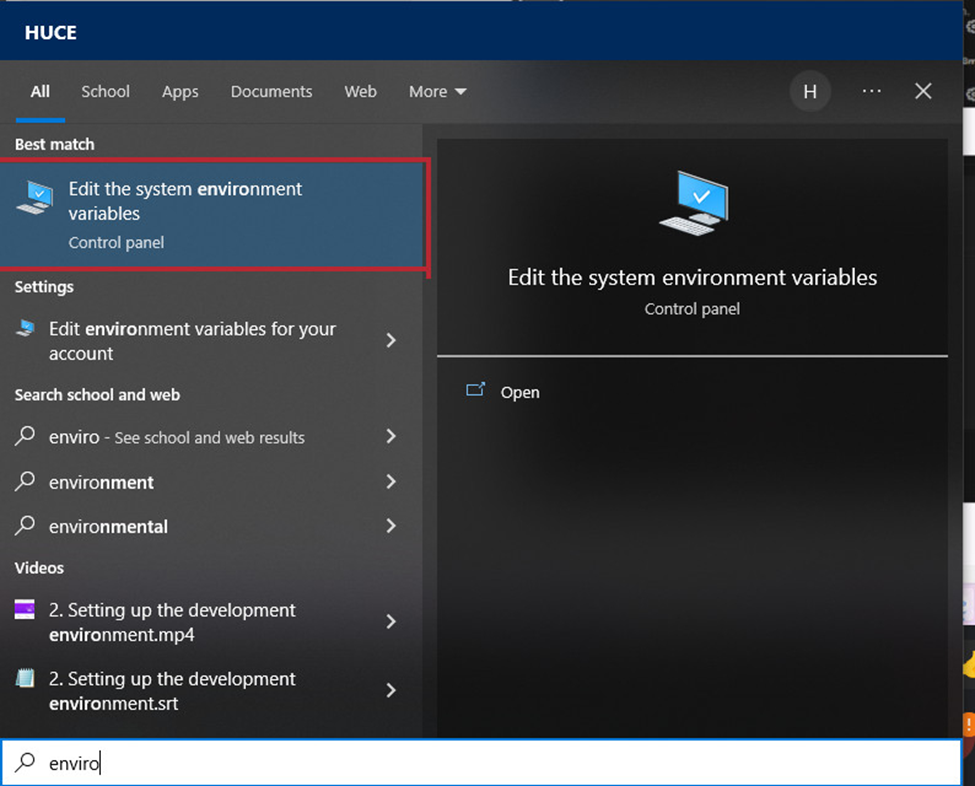 HUCE
All School Apps Documents Web More H ...
Best match
Edit the system environment
variables
Control panel
Edit the system environment variables
Control panel
Open
Settings
Edit environment variables for your
account
Search school and web
enviro - See school and web results
environment
environmental
Videos
2. Setting up the development
environment.mp4
2. Setting up the development
environment.srt
enviro